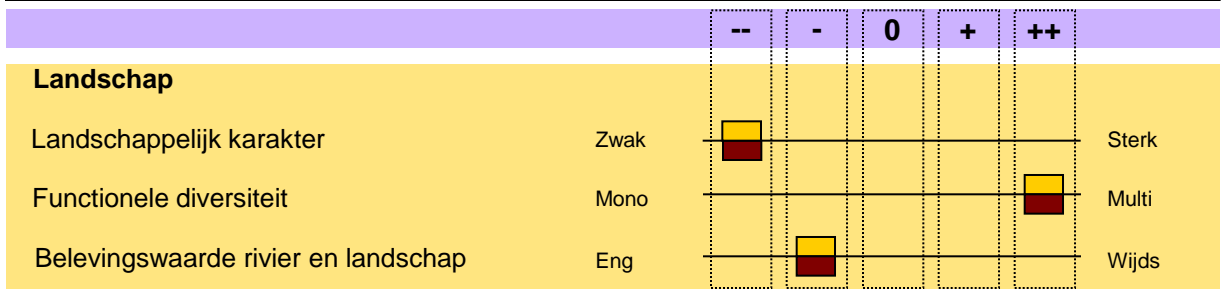 -- - 0 + ++
Landschap
Landschappelijk karakter Zwak Sterk
Functionele diversiteit Mono Multi
Belevingswaarde rivier en landschap Eng Wijds